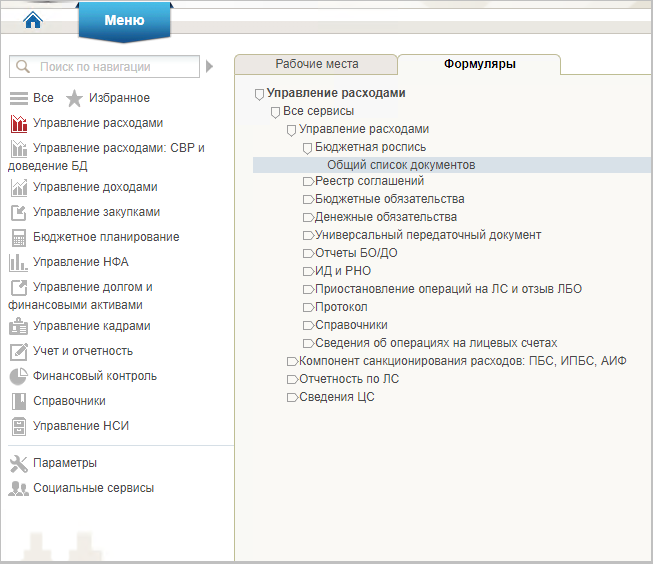 Меню
Поиск по навигации
Все
Избранное
Управление расходами
Управление расходами: СВР и
доведение БД
Управление доходами
Управление закупками
Бюджетное планирование
Управление НФА
Управление долгом и
финансовыми активами
Управление кадрами
Учет и отчетность
Финансовый контроль
Справочники
Управление НСИ
Параметры
Социальные сервисы
Рабочие места
Формуляры
Управление расходами
Все сервисы
Управление расходами
Бюджетная роспись
Общий список документов
Реестр соглашений
Бюджетные обязательства
Денежные обязательства
Универсальный передаточный документ
Отчеты БО/ДО
ИД и РНО
Приостановление операций на ЛС и отзыв ЛБО
Протокол
Справочники
Сведения об операциях на лицевых счетах
Компонент санкционирования расходов: ПБС, ИПБС, АИФ
Отчетность по ЛС
Сведения ЦС